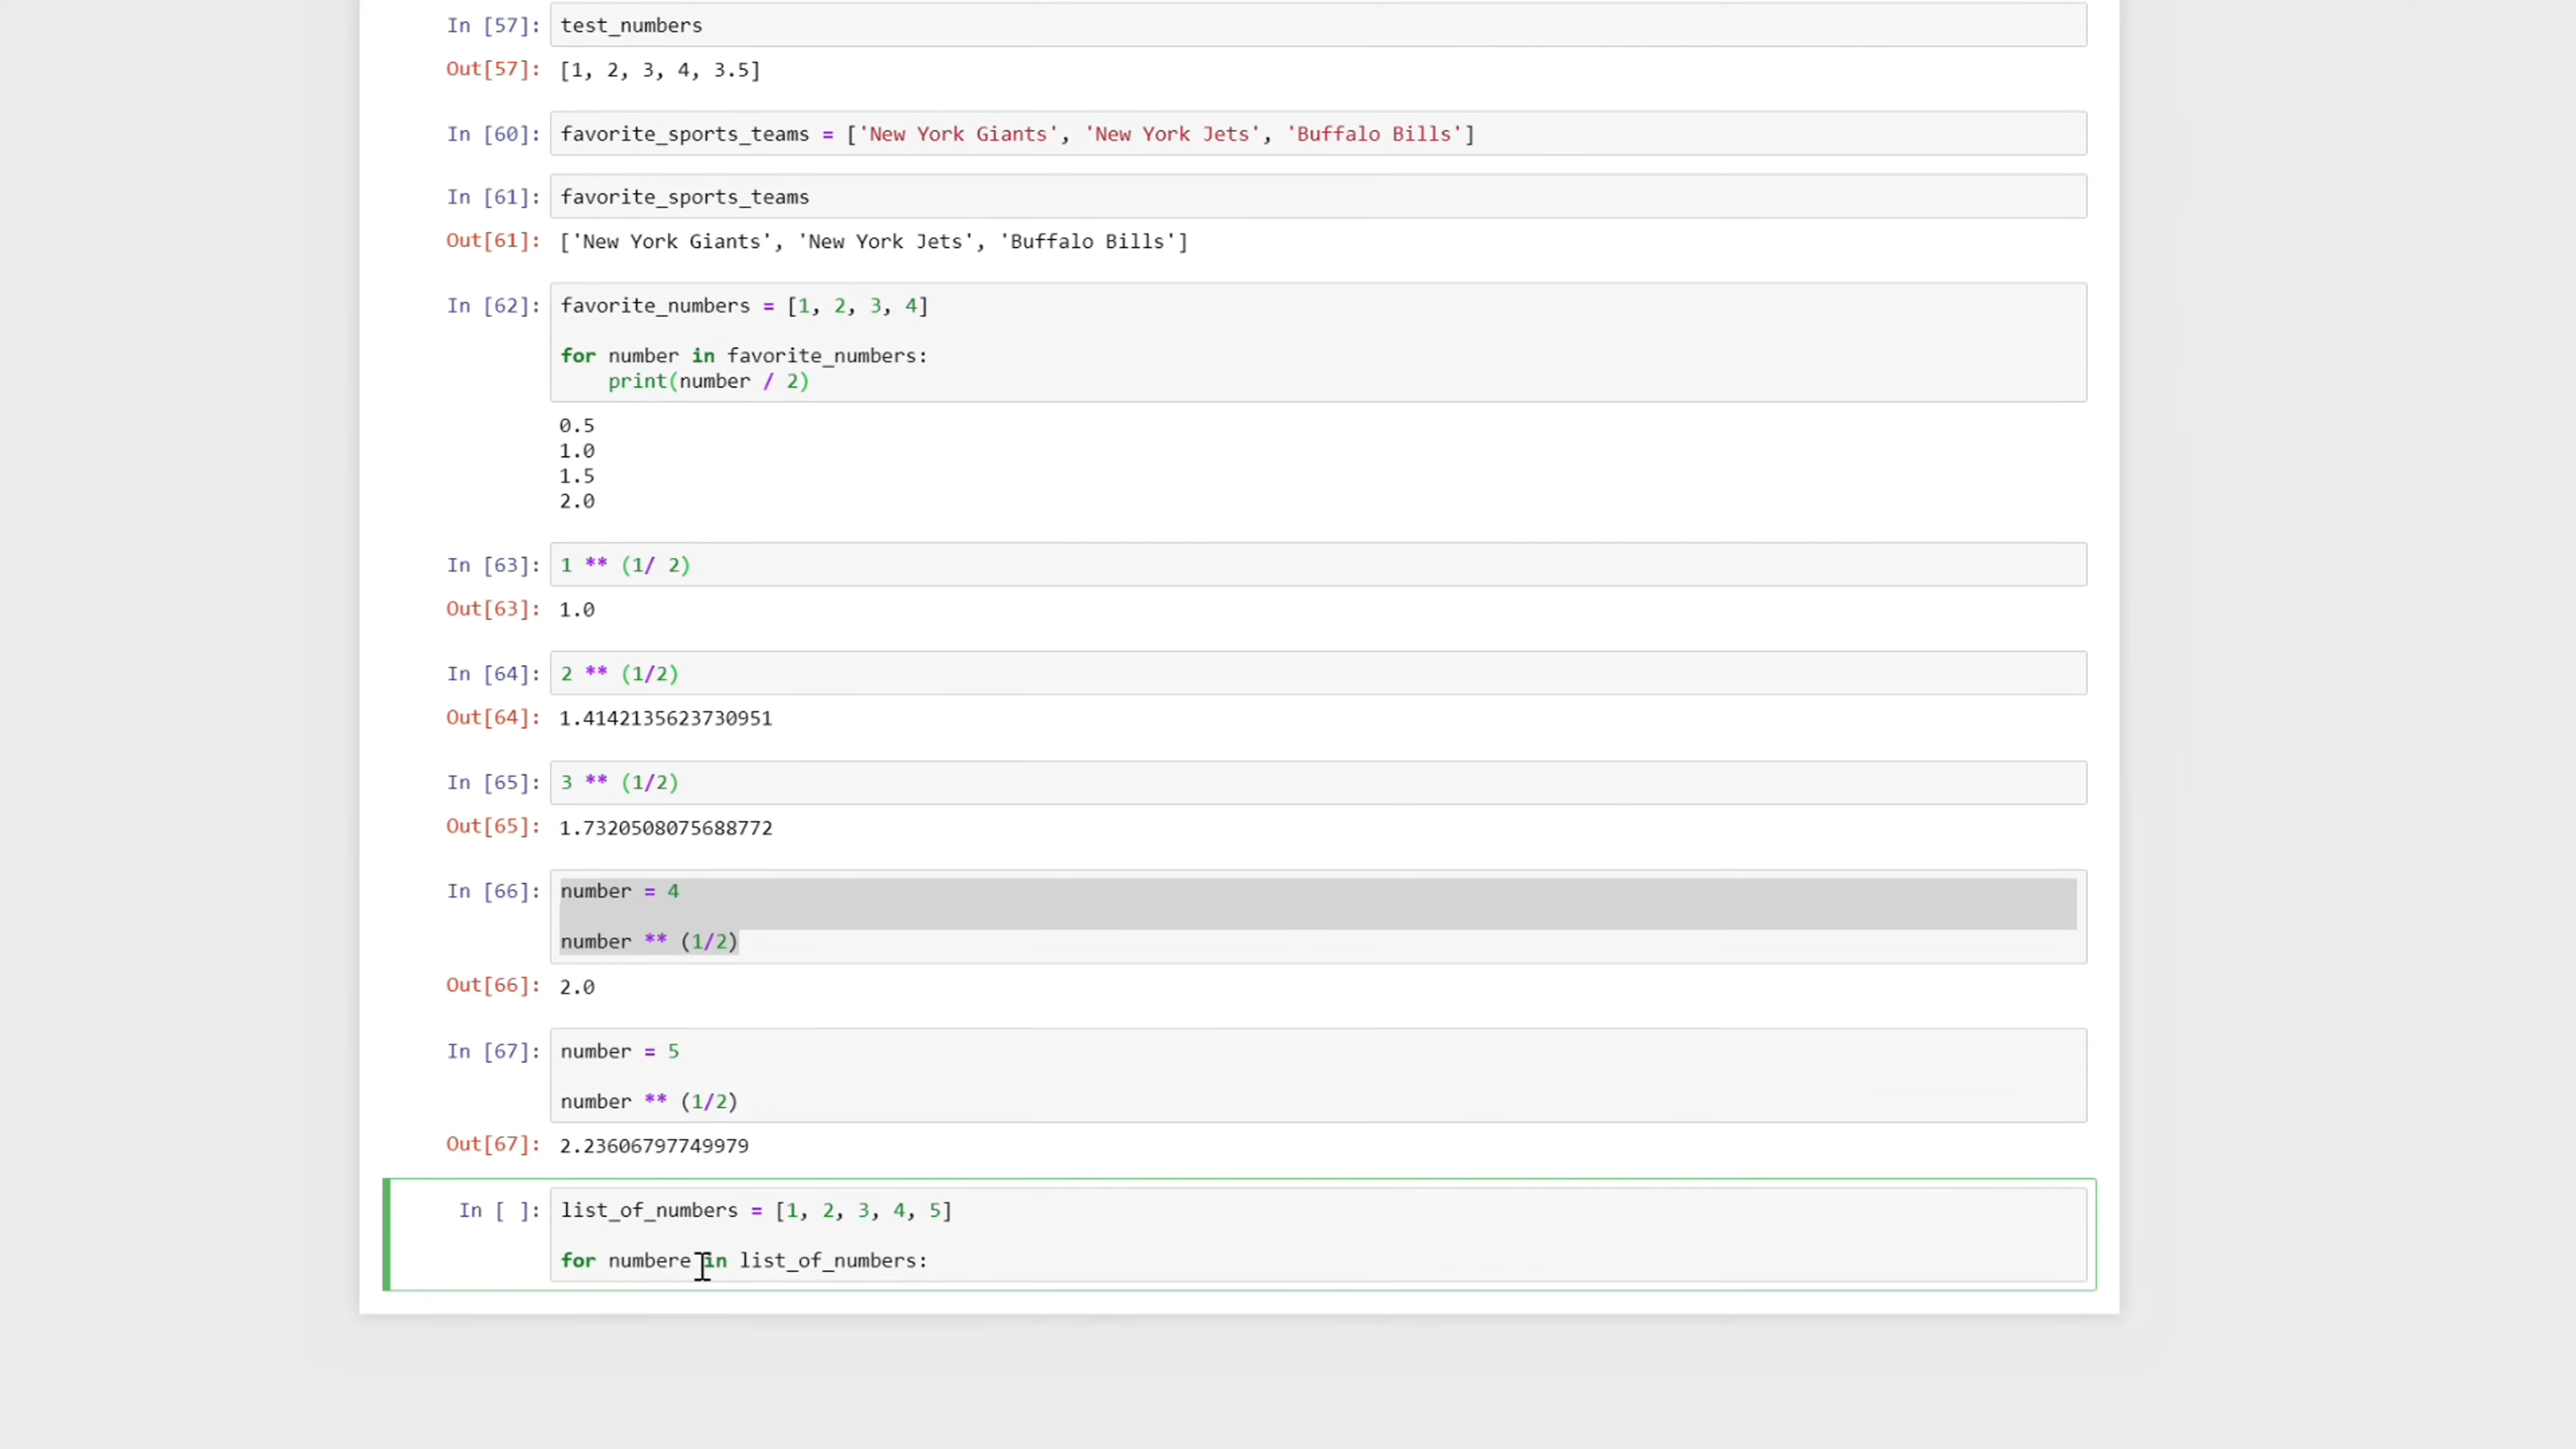 In [57]: test_numbers
Out[57]: [1, 2, 3, 4, 3.5]
In [60]: favorite_sports_teams = ['New York Giants', 'New York Jets', 'Buffalo Bills']
In [61]: favorite_sports_teams
Out[61]: ['New York Giants', 'New York Jets', 'Buffalo Bills']
In [62]: favorite_numbers = [1, 2, 3, 4]
for number in favorite_numbers:
print(number / 2)
0.5
1.0
1.5
2.0
In [63]: 1 ** (1/ 2)
Out[63]: 1.0
In [64]: 2 ** (1/2)
Out[64]: 1.4142135623730951
In [65]: 3 ** (1/2)
Out[65]: 1.7320508075688772
In [66]: number = 4
number ** (1/2)
Out[66]: 2.0
In [67]: number = 5
number ** (1/2)
Out[67]: 2.23606797749979
In [ ]: list_of_numbers = [1, 2, 3, 4, 5]
for numbere in list_of_numbers: